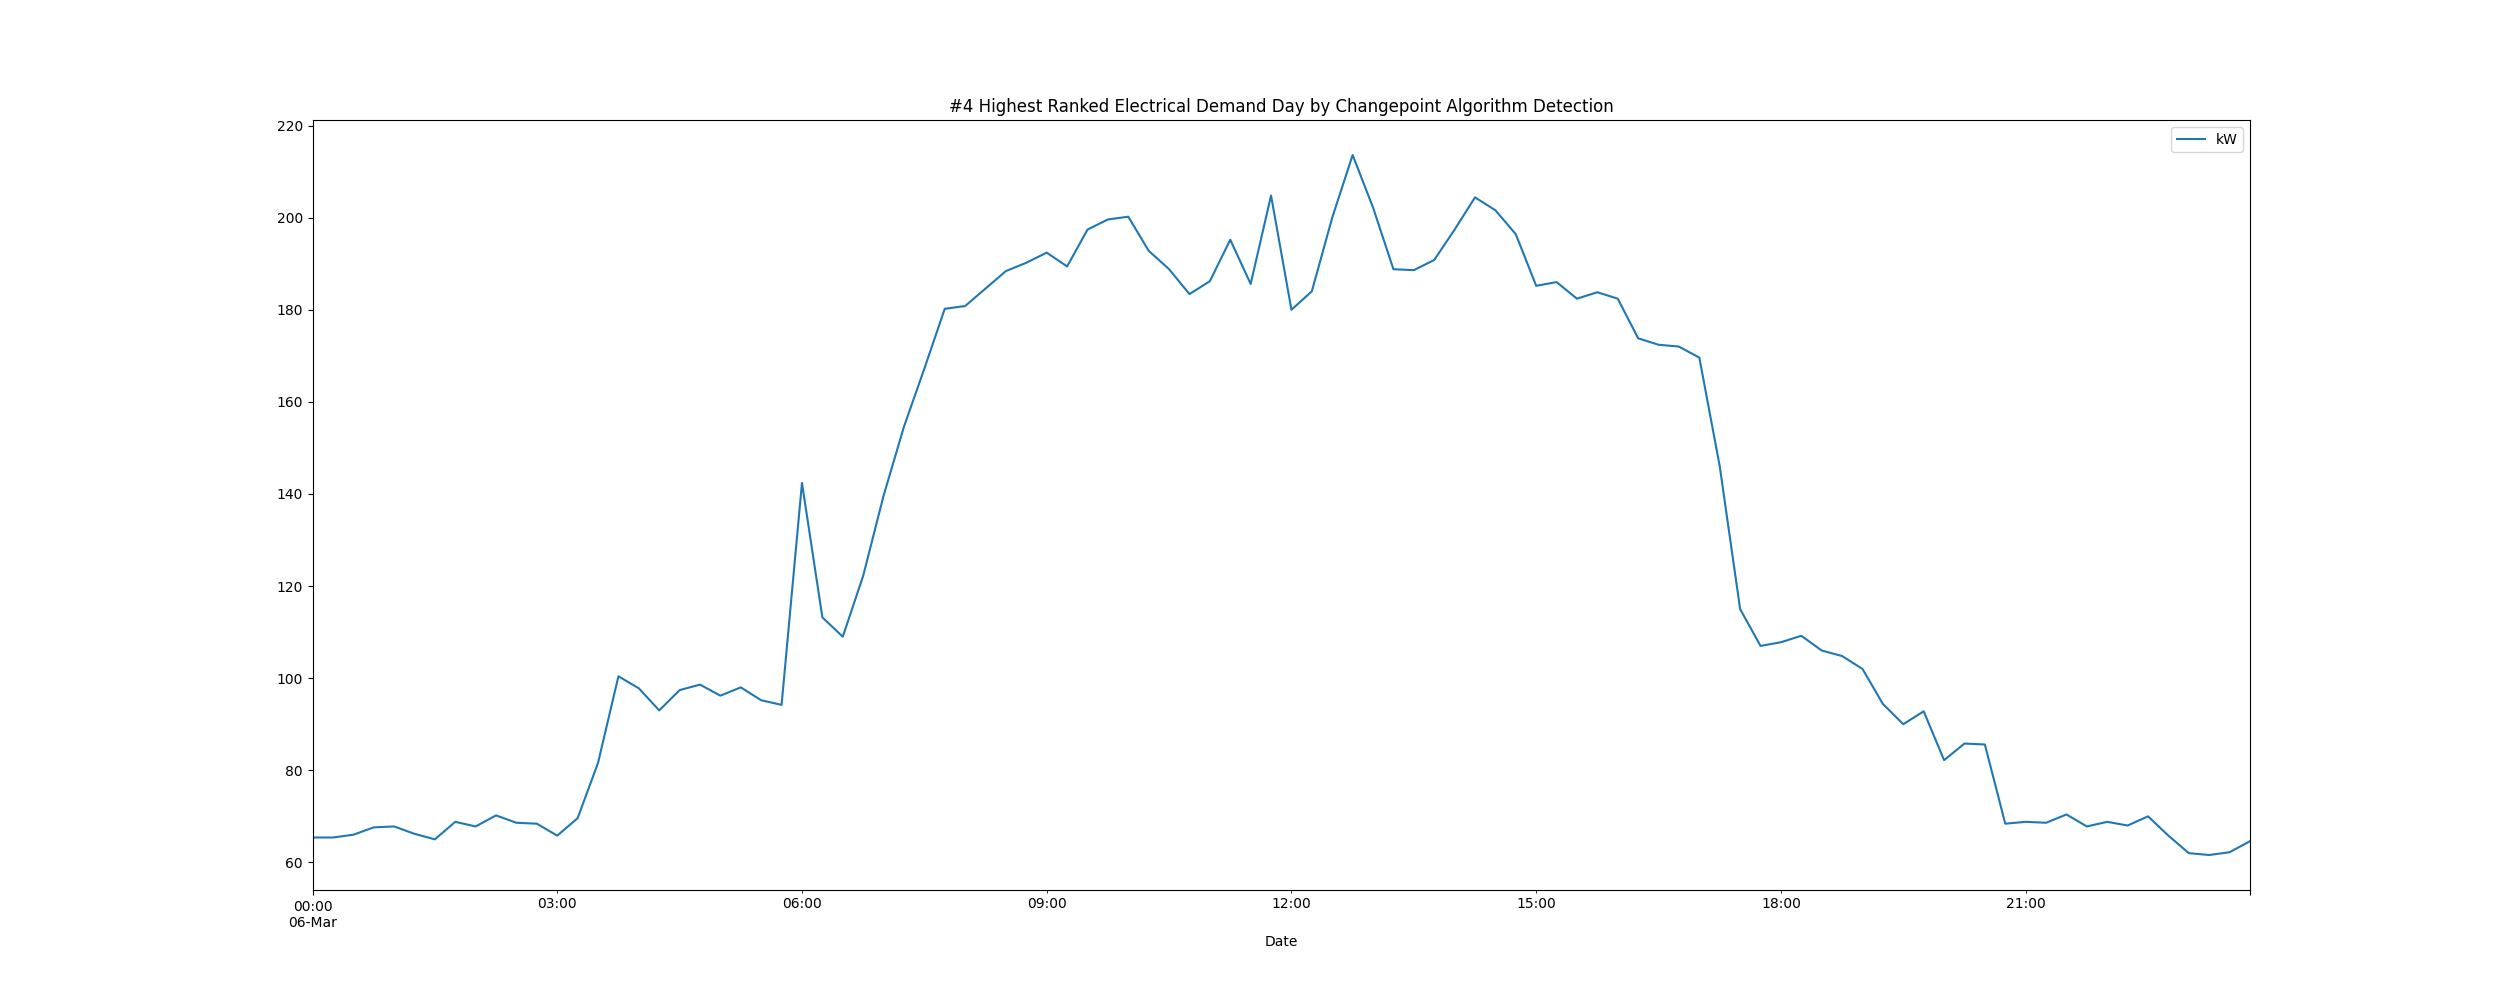 #4 Highest Ranked Electrical Demand Day by Changepoint Algorithm Detection
kW
220
200
180
160
140
120
100
80
60
00:00 03:00 06:00 09:00 12:00 15:00 18:00 21:00
06-Mar
Date